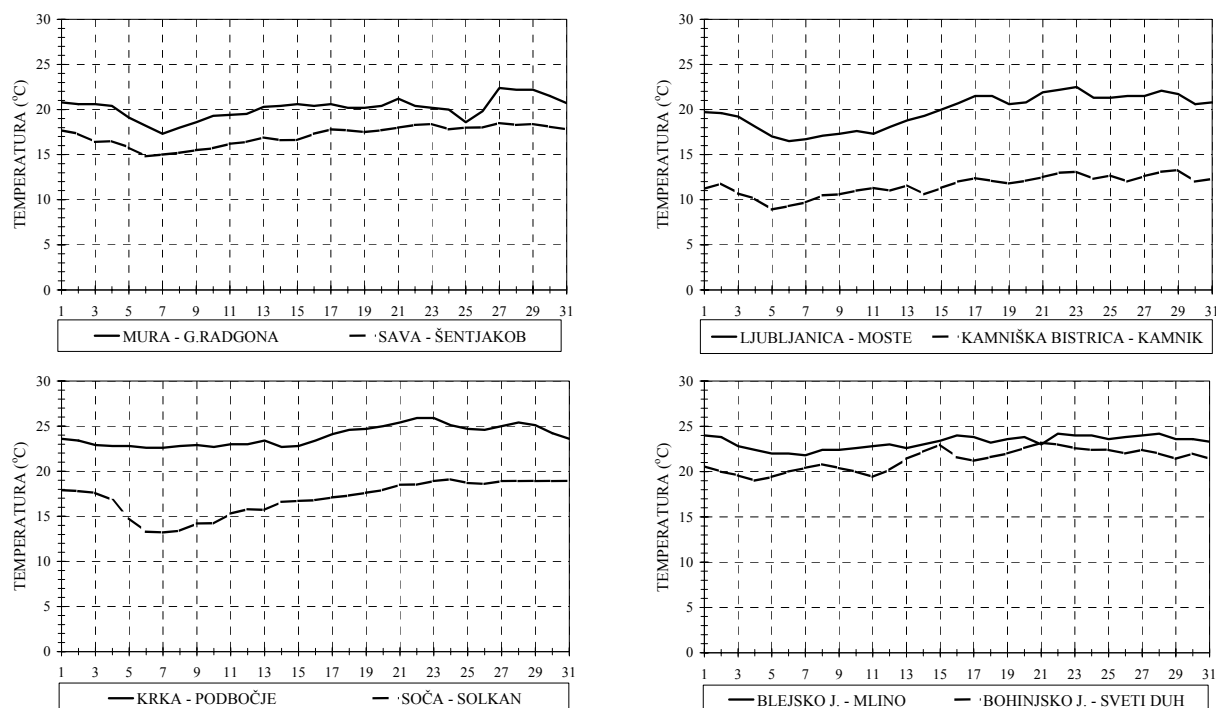 30
25
20
15
10
5
0
TEMPERATURA (°C)
1 3 5 7 9 11 13 15 17 19 21 23 25 27 29 31
MURA - G.RADGONA SAVA - ŠENTJAKOB
30
25
20
15
10
5
0
TEMPERATURA (°C)
1 3 5 7 9 11 13 15 17 19 21 23 25 27 29 31
LJUBLJANICA - MOSTE KAMNIŠKA BISTRICA - KAMNIK
30
25
20
15
10
5
0
TEMPERATURA (°C)
1 3 5 7 9 11 13 15 17 19 21 23 25 27 29 31
KRKA - PODBOČJE SOČA - SOLKAN
30
25
20
15
10
5
0
TEMPERATURA (°C)
1 3 5 7 9 11 13 15 17 19 21 23 25 27 29 31
BLEJSKO J. - MLINO BOHINJSKO J. - SVETI DUH